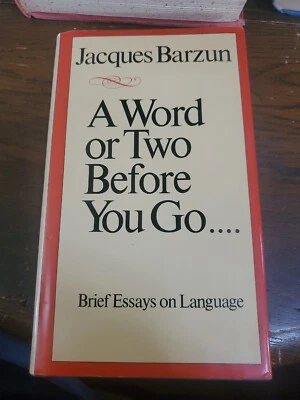 Jacques Barzun
A Word
or Two
Before
You Go....
Brief Essays on Language